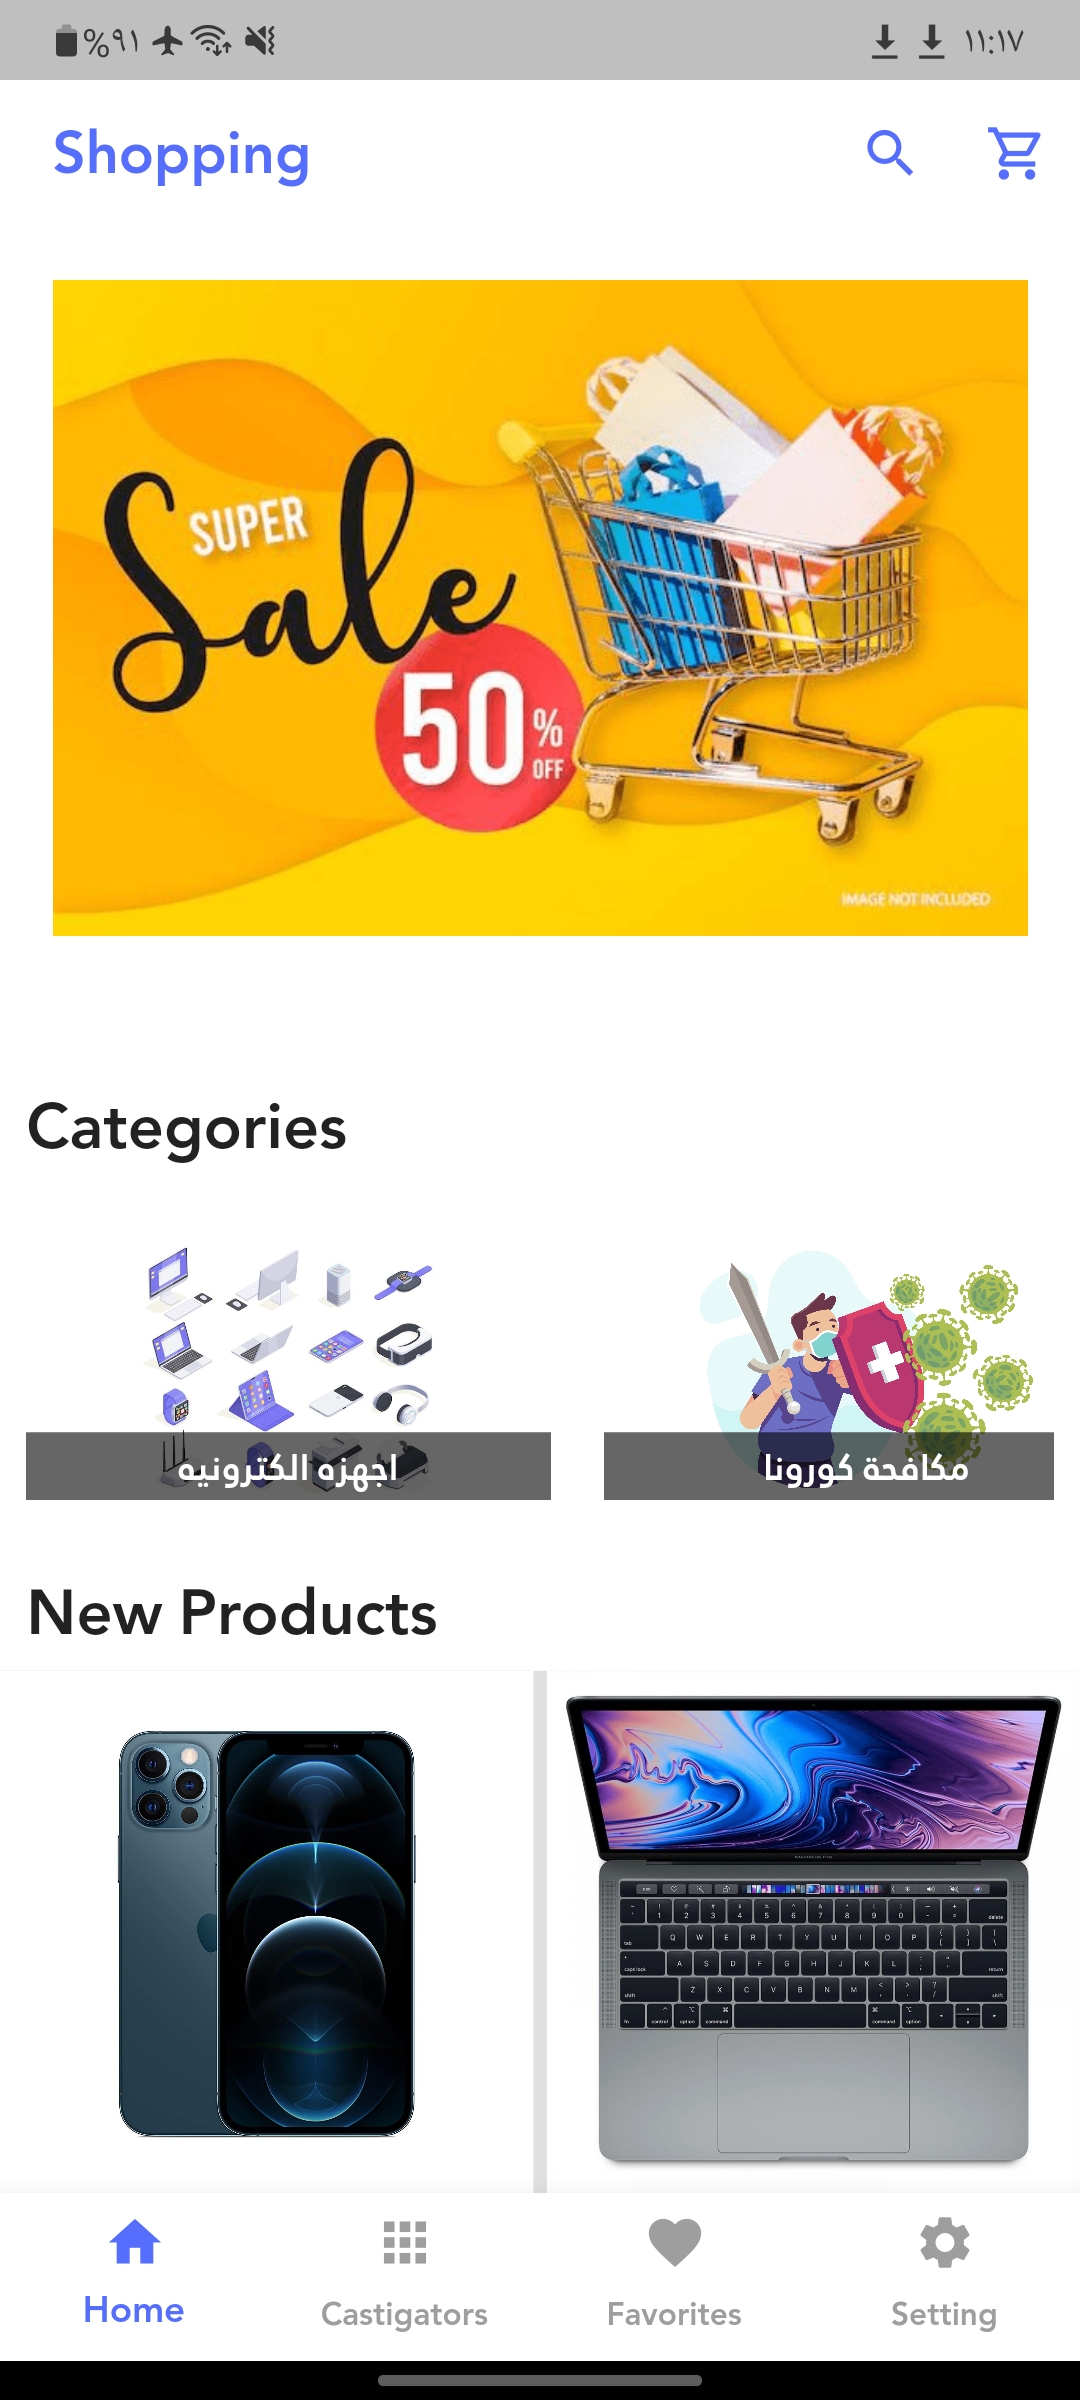 %٩١
١١:١٧
Shopping
SUPER
Sale
50%
OFF
IMAGE NOT INCLUDED
Categories
اجهزه الكترونيه
مكافحة كورونا
New Products
Home
Castigators
Favorites
Setting